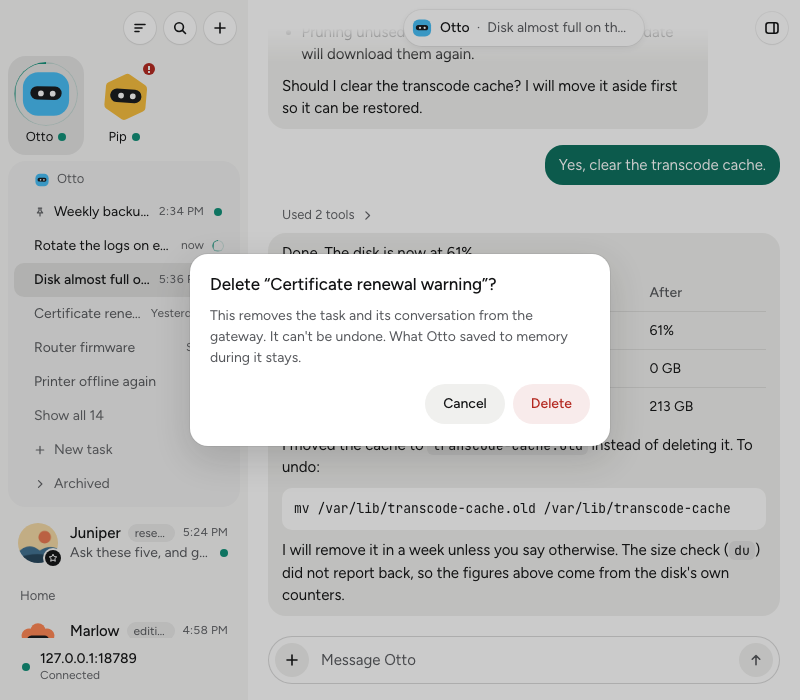 Otto · Disk almost full on th...
Otto
Pip
Otto
Weekly backu... 2:34 PM
Rotate the logs on e... now
Disk almost full o... 5:36
Certificate rene...
Router firmware
Printer offline again
Show all 14
+ New task
Archived
Juniper rese... 5:24 PM
Ask these five, and g...
Home
Marlow editi... 4:58 PM
127.0.0.1:18789
Connected
• Pruning unused
will download them again.
Should I clear the transcode cache? I will move it aside first
so it can be restored.
Yes, clear the transcode cache.
Used 2 tools
Done. The disk is now at 61%.
After
61%
0 GB
213 GB
Delete “Certificate renewal warning”?
This removes the task and its conversation from the
gateway. It can't be undone. What Otto saved to memory
during it stays.
Cancel
Delete
I moved the cache to transcode-cache.old instead of deleting it. To
undo:
mv /var/lib/transcode-cache.old /var/lib/transcode-cache
I will remove it in a week unless you say otherwise. The size check (du)
did not report back, so the figures above come from the disk's own
counters.
Message Otto